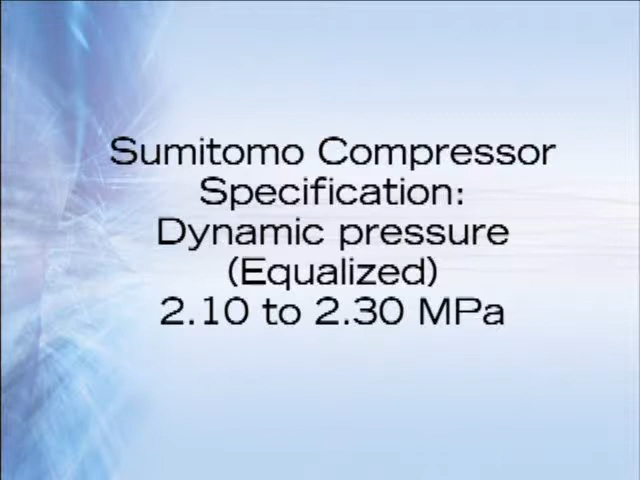 Sumitomo Compressor
Specification:
Dynamic pressure
(Equalized)
2.10 to 2.30 MPa